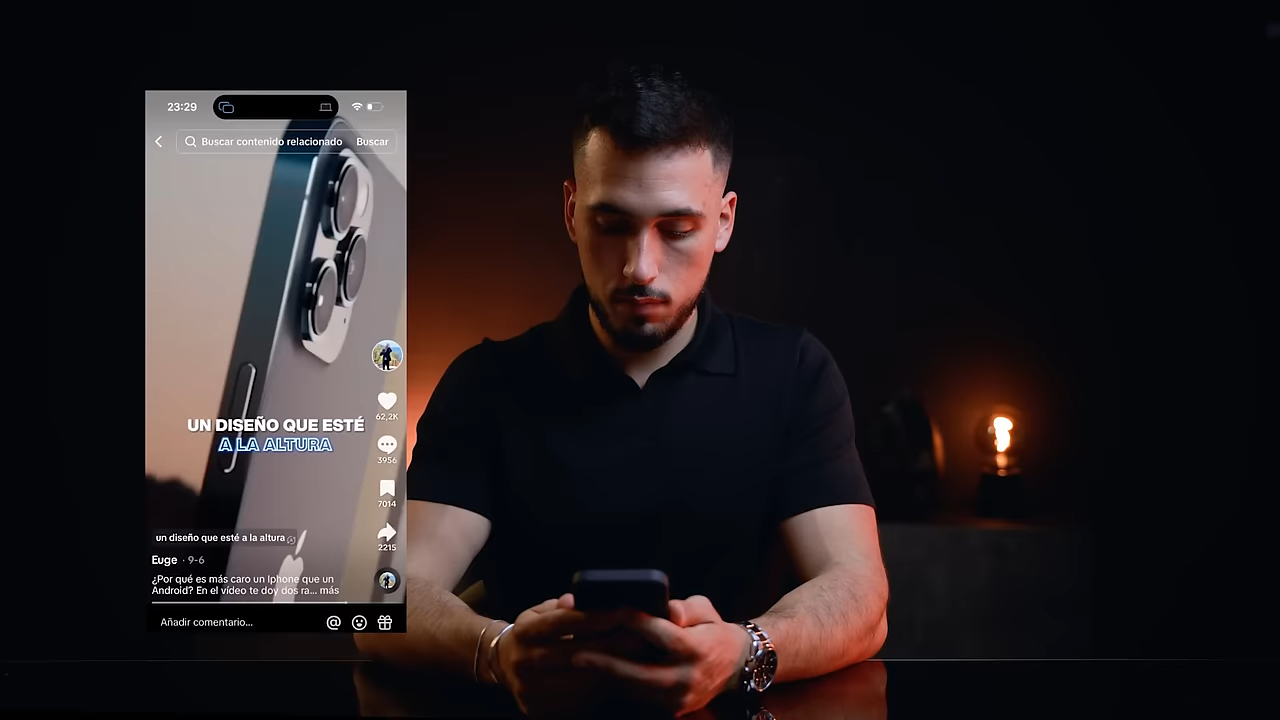 23:29
Buscar contenido relacionado Buscar
UN DISEÑO QUE ESTÉ
A LA ALTURA
62,2K
3956
7014
2215
un diseño que esté a la altura
Euge · 9-6
¿Por qué es más caro un Iphone que un
Android? En el vídeo te doy dos ra... más
Añadir comentario...